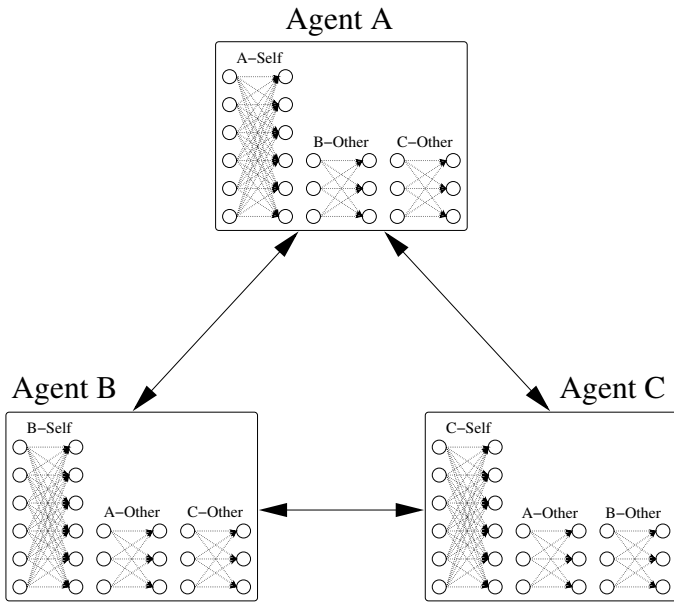 Agent A
A−Self
B−Other
C−Other
Agent B
Agent C
B−Self
A−Other
C−Other
C−Self
A−Other
B−Other